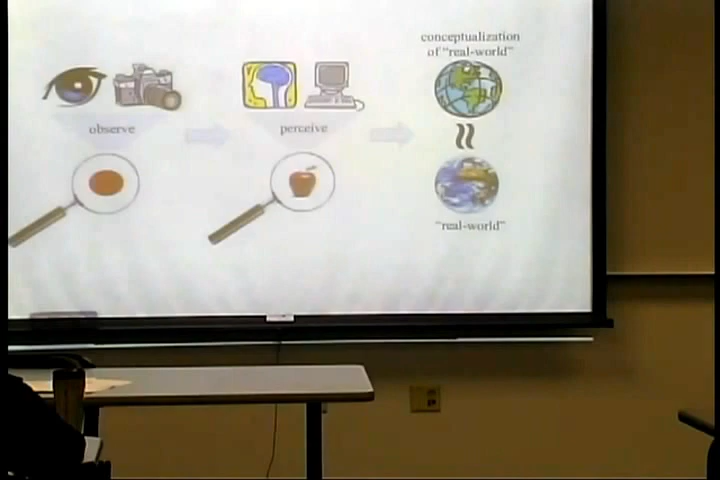 conceptualization
of "real-world"
observe
perceive
"real-world"